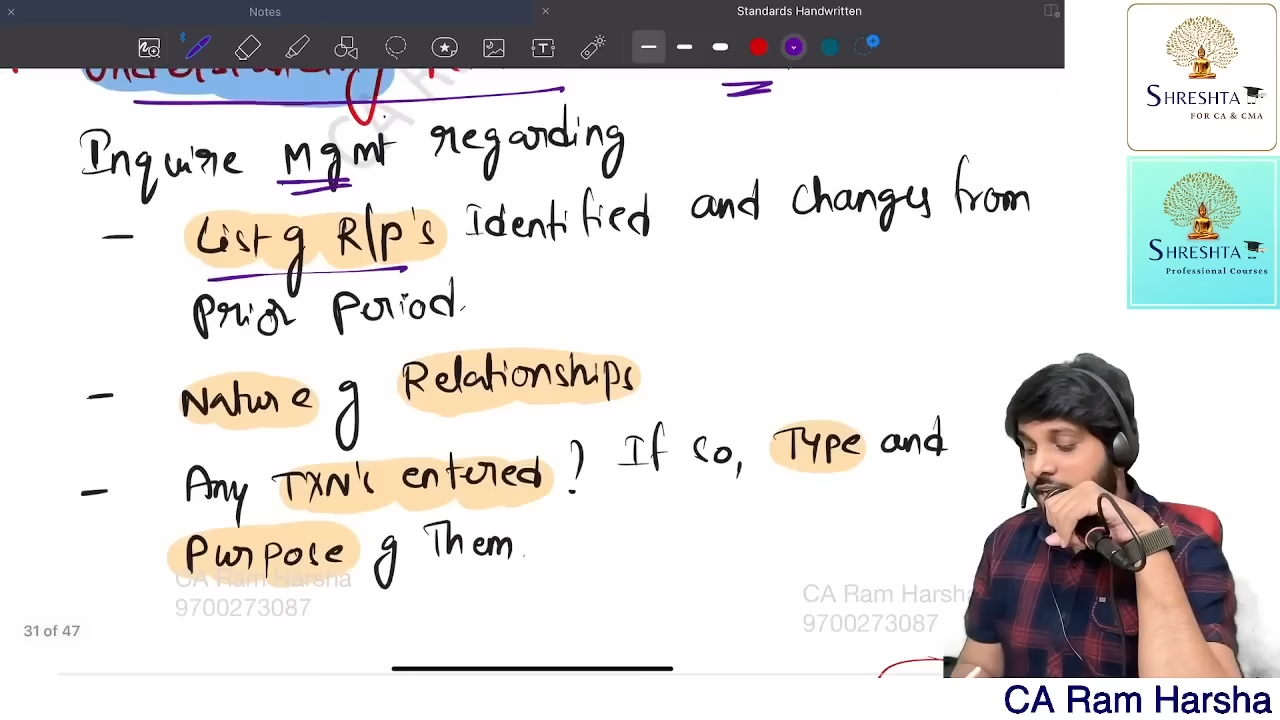 Notes
Standards Handwritten
Understanding
Inquire Mgmt regarding
- List of R/p's Identified and changes from
Prior Period.
- Nature of Relationships
- Any TXN's entered? If so, Type and
Purpose of Them.
CA Ram Harsha
9700273087
CA Ram Harsha
9700273087
31 of 47
SHRESHTA
FOR CA & CMA
SHRESHTA
Professional Courses
CA Ram Harsha